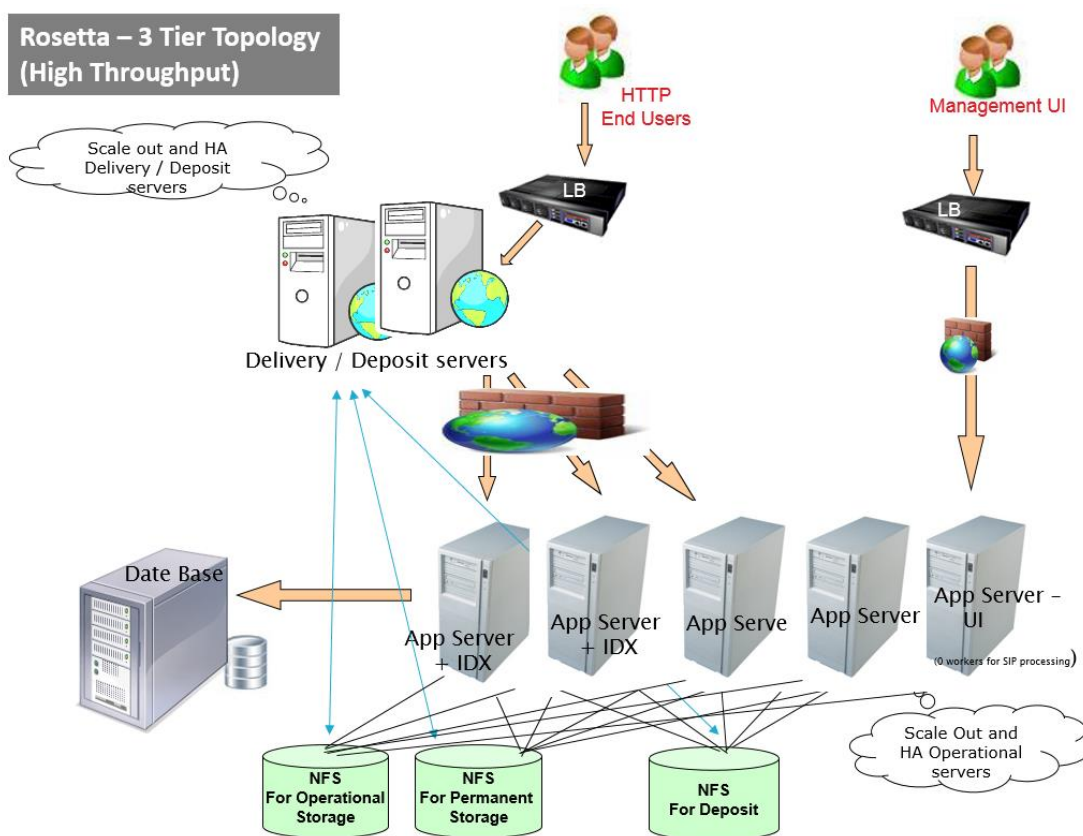 Rosetta – 3 Tier Topology
(High Throughput)
HTTP
End Users
Management UI
Scale out and HA
Delivery / Deposit
servers
LB
LB
Delivery / Deposit servers
Date Base
App Server
+ IDX
App Server
+ IDX
App Serve
App Server
App Server –
UI
(0 workers for SIP processing)
Scale Out and
HA Operational
servers
NFS
For Operational
Storage
NFS
For Permanent
Storage
NFS
For Deposit